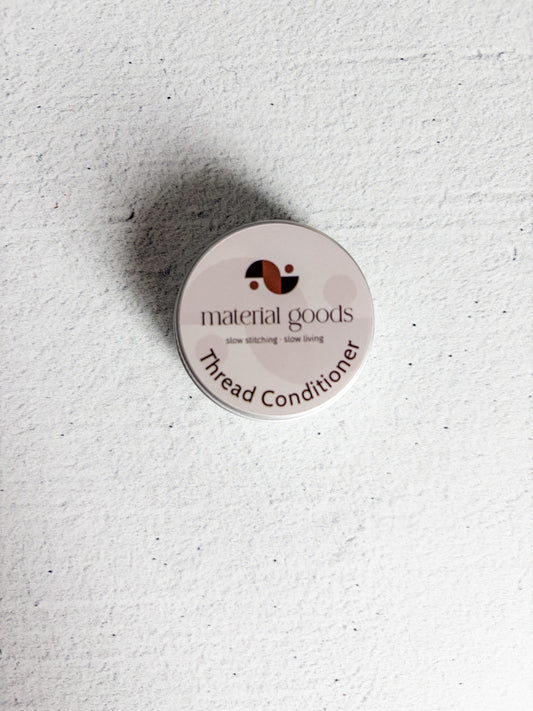 material goods
slow stitching · slow living
Thread Conditioner